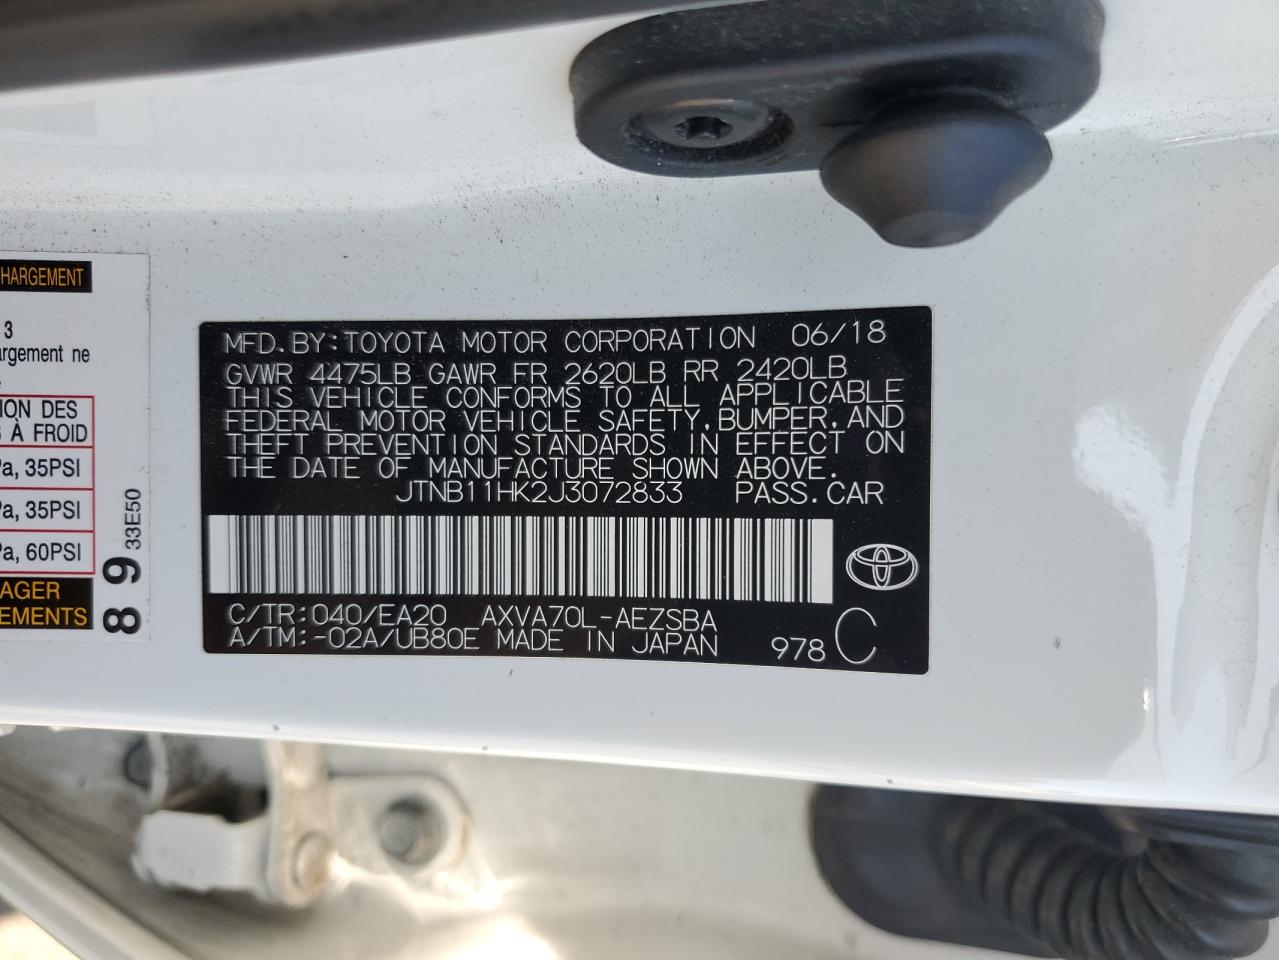 HARGEMENT
3
argement ne
ION DES
S À FROID
Pa, 35PSI
Pa, 35PSI
Pa, 60PSI
AGER
EMENTS
8 9 33E50
MFD.BY:TOYOTA MOTOR CORPORATION 06/18
GVWR 4475LB GAWR FR 2620LB RR 2420LB
THIS VEHICLE CONFORMS TO ALL APPLICABLE
FEDERAL MOTOR VEHICLE SAFETY,BUMPER,AND
THEFT PREVENTION STANDARDS IN EFFECT ON
THE DATE OF MANUFACTURE SHOWN ABOVE.
JTNB11HK2J3072833 PASS.CAR
C/TR:040/EA20 AXVA70L-AEZSBA
A/TM:-02A/UB80E MADE IN JAPAN 978 C